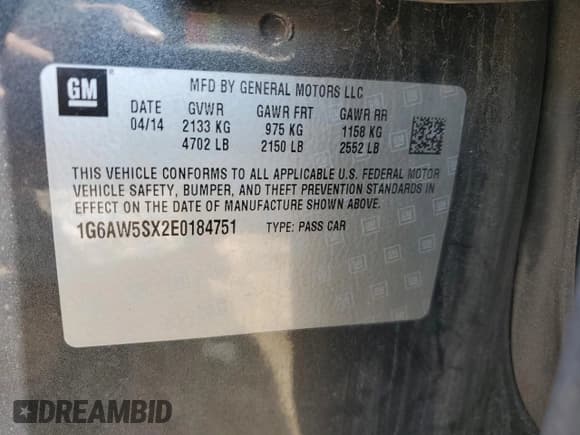 GM ®
MFD BY GENERAL MOTORS LLC
DATE GVWR GAWR FRT GAWR RR
04/14 2133 KG 975 KG 1158 KG
4702 LB 2150 LB 2552 LB
THIS VEHICLE CONFORMS TO ALL APPLICABLE U.S. FEDERAL MOTOR
VEHICLE SAFETY, BUMPER, AND THEFT PREVENTION STANDARDS IN
EFFECT ON THE DATE OF MANUFACTURE SHOWN ABOVE.
1G6AW5SX2E0184751 TYPE: PASS CAR
DREAMBID